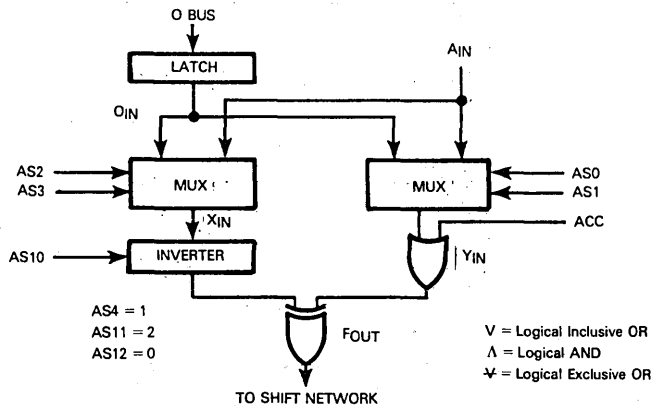 O BUS
LATCH
AIN
OIN
AS2
AS3
MUX
MUX
AS0
AS1
XIN
ACC
AS10
INVERTER
YIN
AS4 = 1
AS11 = 2
AS12 = 0
FOUT
V = Logical Inclusive OR
Λ = Logical AND
V = Logical Exclusive OR
TO SHIFT NETWORK